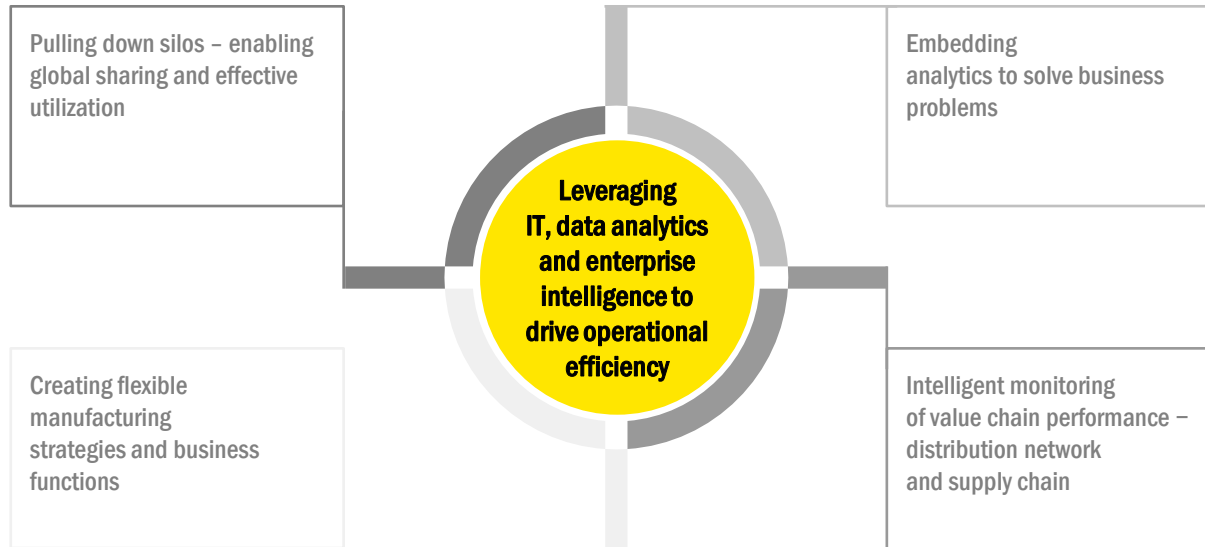 Pulling down silos – enabling
global sharing and effective
utilization
Embedding
analytics to solve business
problems
Leveraging
IT, data analytics
and enterprise
intelligence to
drive operational
efficiency
Creating flexible
manufacturing
strategies and business
functions
Intelligent monitoring
of value chain performance –
distribution network
and supply chain